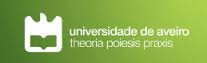 universidade de aveiro
theoria poiesis praxis